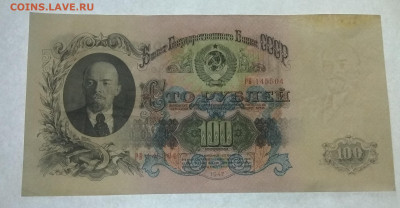 COINS.LAVE.RU
Билет Государственного Банка СССР
Сто рублей
100
1947
100